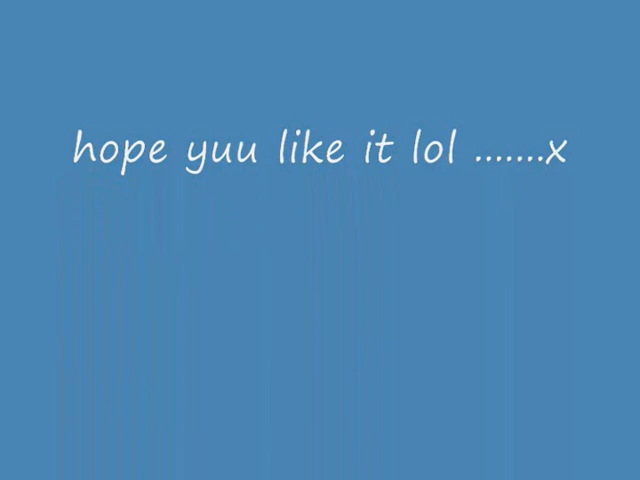 hope yuu like it lol .......x